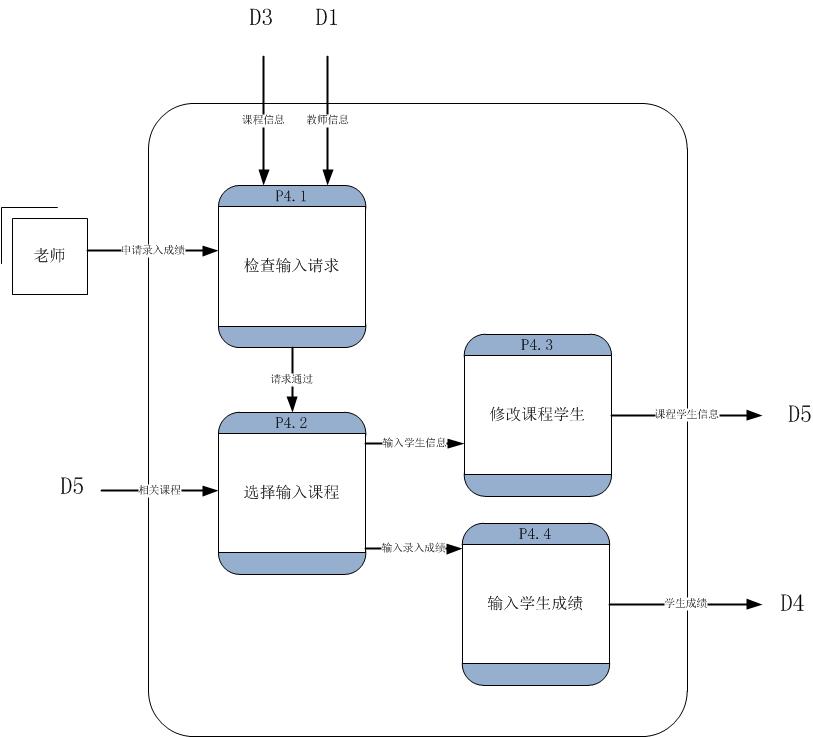 D3
D1
课程信息
教师信息
P4.1
老师
申请录入成绩
检查输入请求
请求通过
P4.3
修改课程学生
课程学生信息
D5
P4.2
输入学生信息
D5
相关课程
选择输入课程
输入录入成绩
P4.4
输入学生成绩
学生成绩
D4